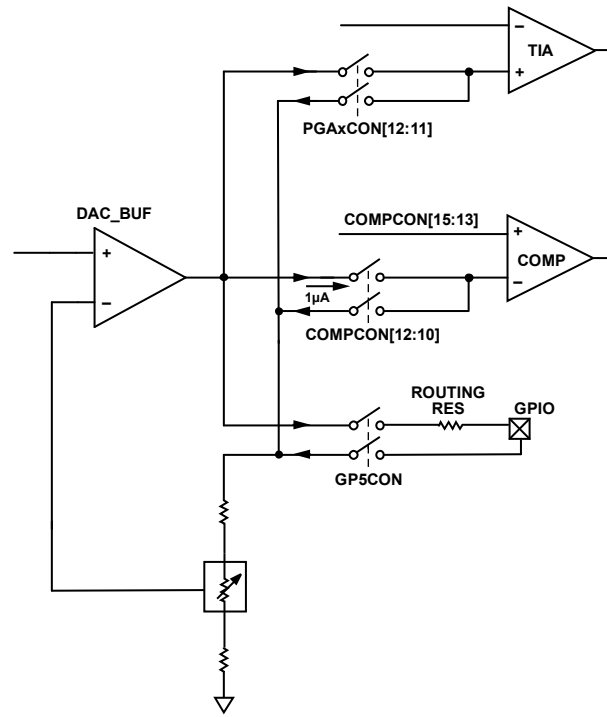 TIA
−
+
PGAxCON[12:11]
DAC_BUF
+
−
COMPCON[15:13]
+
−
COMP
1µA
COMPCON[12:10]
ROUTING
RES
GPIO
GP5CON